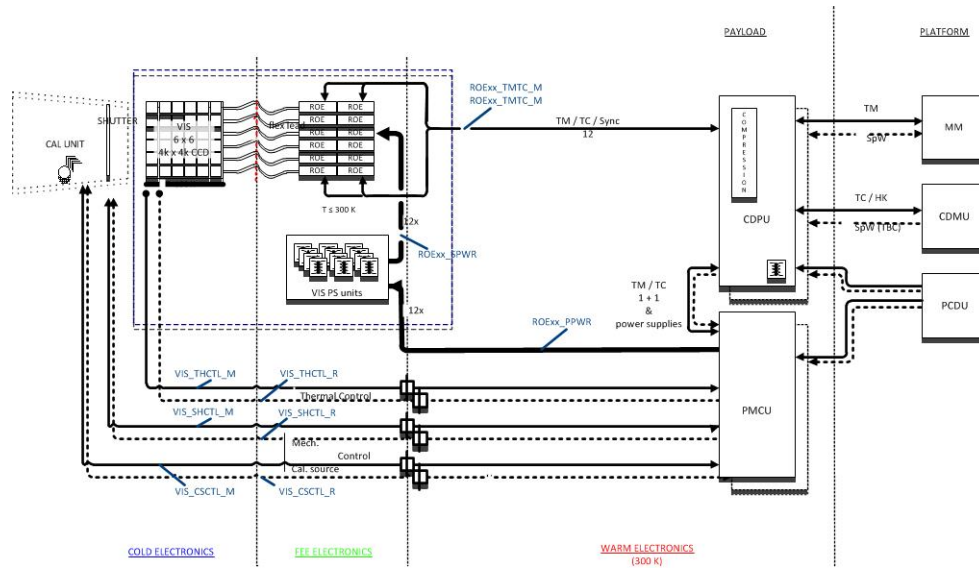 PAYLOAD
PLATFORM
ROExx_TMTC_M
ROExx_TMTC_M
SHUTTER
CAL UNIT
VIS
6 x 6
4k x 4k CCD
flex lead
ROE ROE
ROE ROE
ROE ROE
ROE ROE
ROE ROE
ROE ROE
T ≤ 300 K
TM / TC / Sync
12
COMPRESSION
CDPU
TM
SpW
MM
TC / HK
SpW (TBC)
CDMU
12x
ROExx_SPWR
VIS PS units
12x
TM / TC
1 + 1
&
power supplies
PCDU
ROExx_PPWR
VIS_THCTL_M
VIS_THCTL_R
Thermal Control
VIS_SHCTL_M
VIS_SHCTL_R
PMCU
Mech.
Control
Cal. source
VIS_CSCTL_M
VIS_CSCTL_R
COLD ELECTRONICS
FEE ELECTRONICS
WARM ELECTRONICS
(300 K)